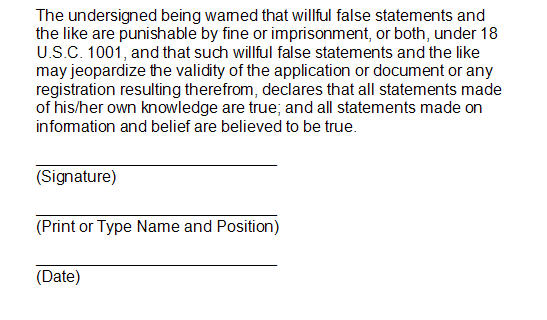 The undersigned being warned that willful false statements and
the like are punishable by fine or imprisonment, or both, under 18
U.S.C. 1001, and that such willful false statements and the like
may jeopardize the validity of the application or document or any
registration resulting therefrom, declares that all statements made
of his/her own knowledge are true; and all statements made on
information and belief are believed to be true.
(Signature)
(Print or Type Name and Position)
(Date)